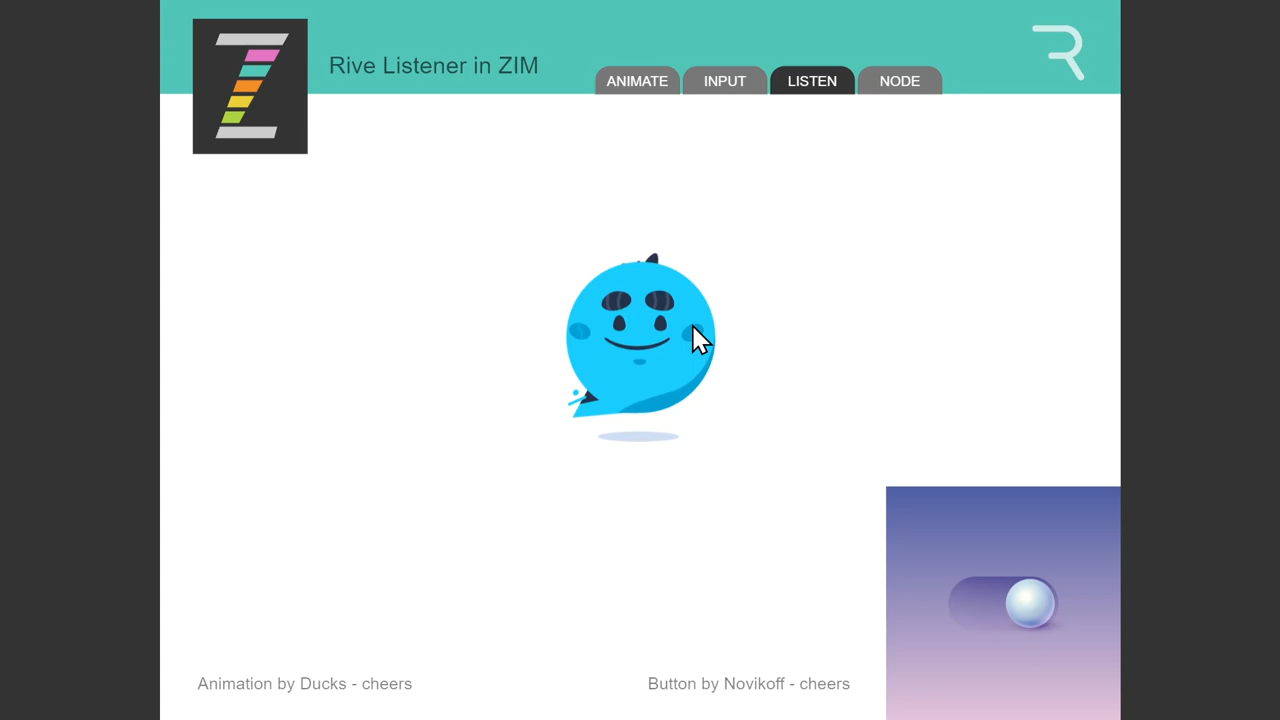 Rive Listener in ZIM
ANIMATE INPUT LISTEN NODE
Animation by Ducks - cheers
Button by Novikoff - cheers